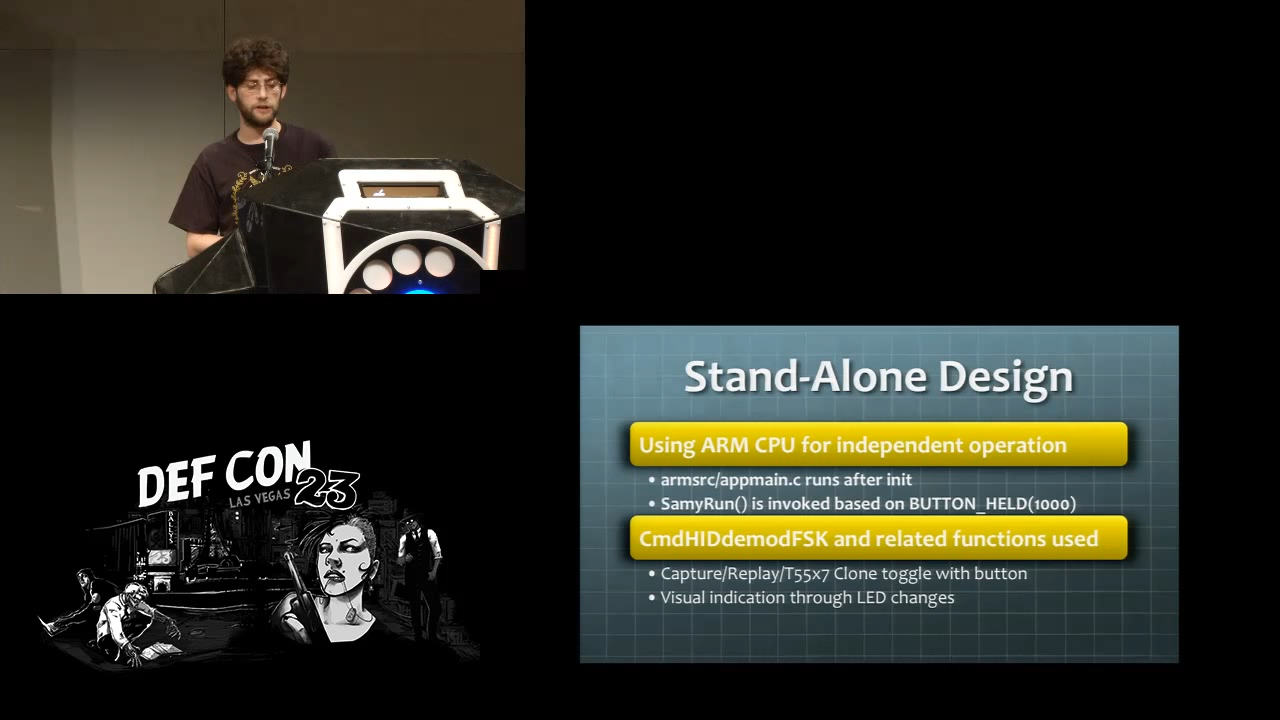 Stand-Alone Design
Using ARM CPU for independent operation
• armsrc/appmain.c runs after init
• SamyRun() is invoked based on BUTTON_HELD(1000)
CmdHIDdemodFSK and related functions used
• Capture/Replay/T55x7 Clone toggle with button
• Visual indication through LED changes
DEF CON
LAS VEGAS 23
BALLY'S